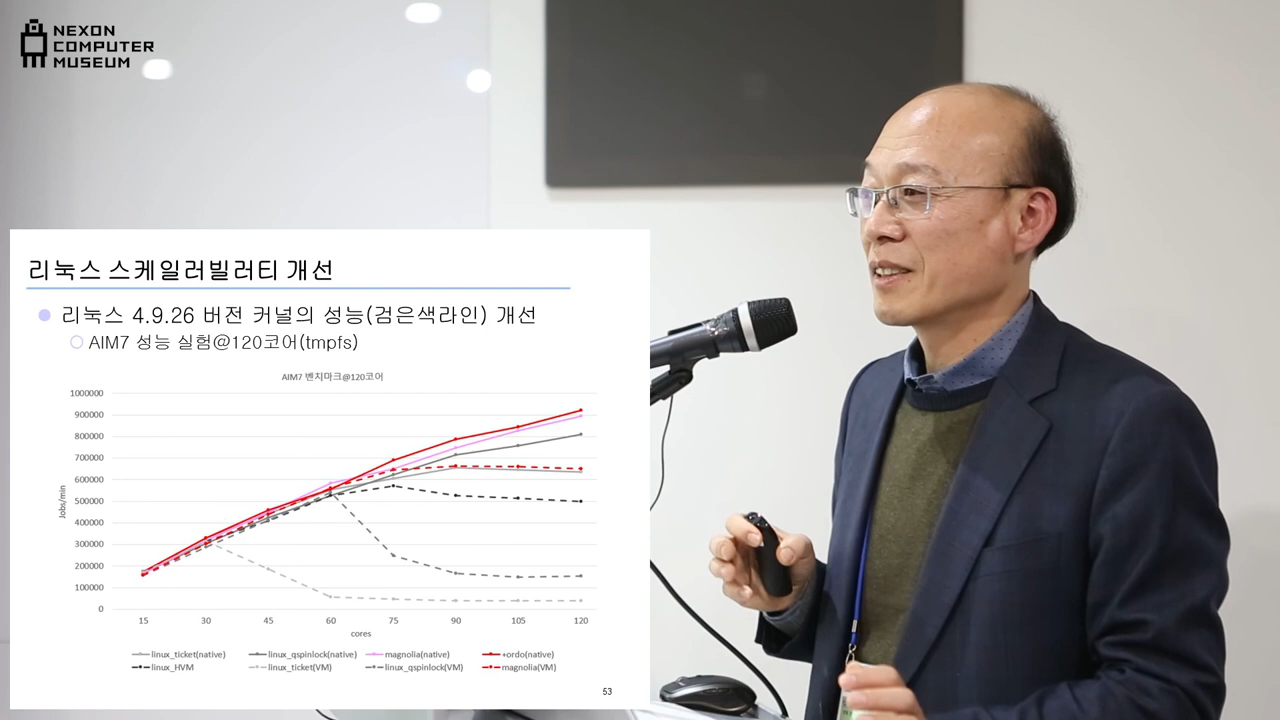 NEXON
COMPUTER
MUSEUM
리눅스 스케일러빌러티 개선
리눅스 4.9.26 버전 커널의 성능(검은색라인) 개선
AIM7 성능 실험@120코어(tmpfs)
AIM7 벤치마크@120코어
1000000
900000
800000
700000
600000
500000
400000
300000
200000
100000
0
Jobs/min
15 30 45 60 75 90 105 120
cores
linux_ticket(native) linux_qspinlock(native) magnolia(native) +ordo(native)
linux_HVM linux_ticket(VM) linux_qspinlock(VM) magnolia(VM)
53